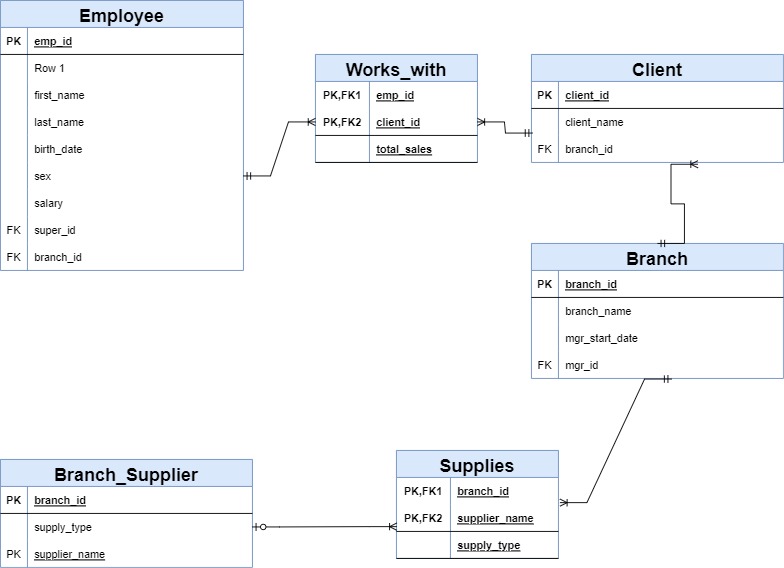 Employee
PK emp_id
Row 1
first_name
last_name
birth_date
sex
salary
FK super_id
FK branch_id
Works_with
PK,FK1 emp_id
PK,FK2 client_id
total_sales
Client
PK client_id
client_name
FK branch_id
Branch
PK branch_id
branch_name
mgr_start_date
FK mgr_id
Branch_Supplier
PK branch_id
supply_type
PK supplier_name
Supplies
PK,FK1 branch_id
PK,FK2 supplier_name
supply_type